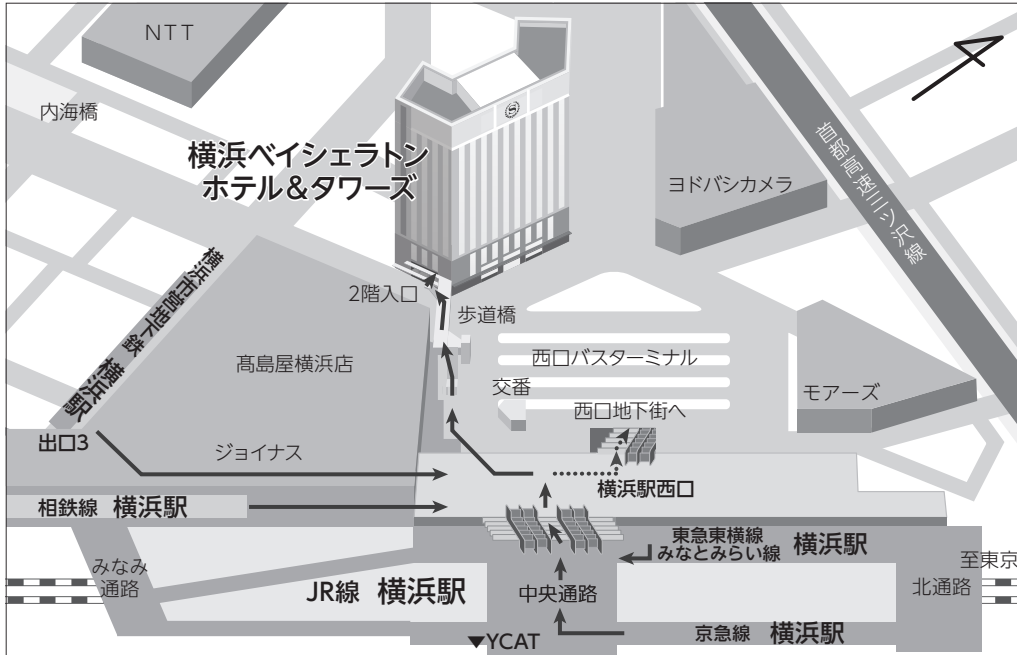 NTT
内海橋
横浜ベイシェラトン
ホテル&タワーズ
ヨドバシカメラ
首都高速三ツ沢線
2階入口
歩道橋
横浜市営地下鉄 横浜駅
髙島屋横浜店
西口バスターミナル
交番
西口地下街へ
モアーズ
出口3
ジョイナス
横浜駅西口
相鉄線 横浜駅
東急東横線
みなとみらい線 横浜駅
みなみ
通路
JR線 横浜駅
中央通路
至東京
北通路
京急線 横浜駅
▼YCAT